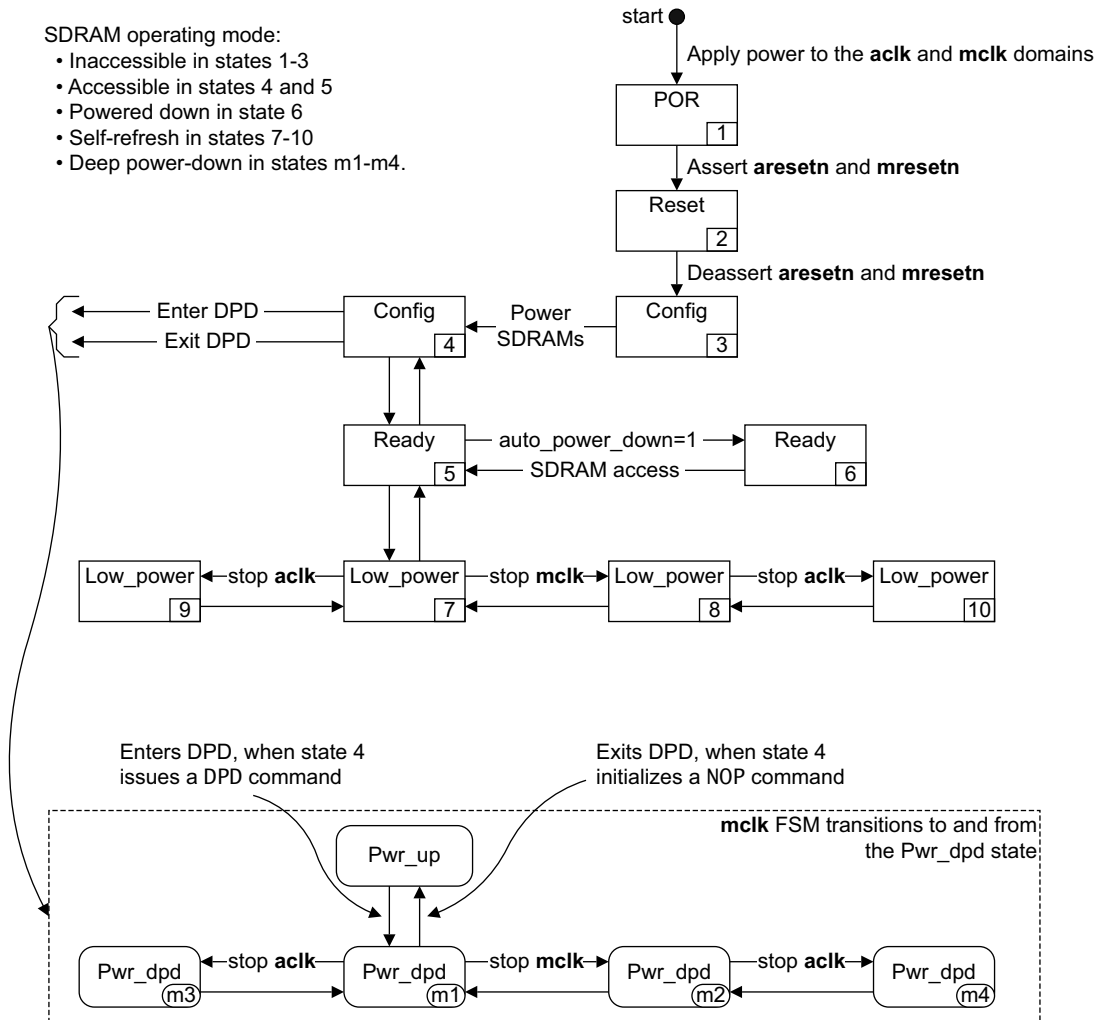 start
SDRAM operating mode:
• Inaccessible in states 1-3
• Accessible in states 4 and 5
• Powered down in state 6
• Self-refresh in states 7-10
• Deep power-down in states m1-m4.
Apply power to the aclk and mclk domains
POR
1
Assert aresetn and mresetn
Reset
2
Deassert aresetn and mresetn
Enter DPD
Exit DPD
Config
4
Power
SDRAMs
Config
3
Ready
5
auto_power_down=1
SDRAM access
Ready
6
Low_power
9
stop aclk
Low_power
7
stop mclk
Low_power
8
stop aclk
Low_power
10
Enters DPD, when state 4
issues a DPD command
Exits DPD, when state 4
initializes a NOP command
mclk FSM transitions to and from
the Pwr_dpd state
Pwr_up
Pwr_dpd
m3
stop aclk
Pwr_dpd
m1
stop mclk
Pwr_dpd
m2
stop aclk
Pwr_dpd
m4